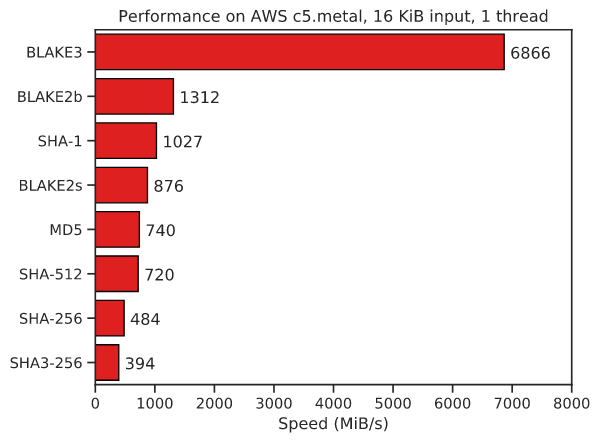 Performance on AWS c5.metal, 16 KiB input, 1 thread
BLAKE3 6866
BLAKE2b 1312
SHA-1 1027
BLAKE2s 876
MD5 740
SHA-512 720
SHA-256 484
SHA3-256 394
0 1000 2000 3000 4000 5000 6000 7000 8000
Speed (MiB/s)